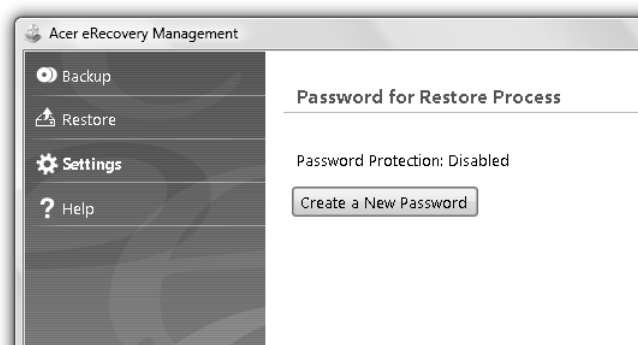 Acer eRecovery Management
Backup
Restore
Settings
Help
Password for Restore Process
Password Protection: Disabled
Create a New Password